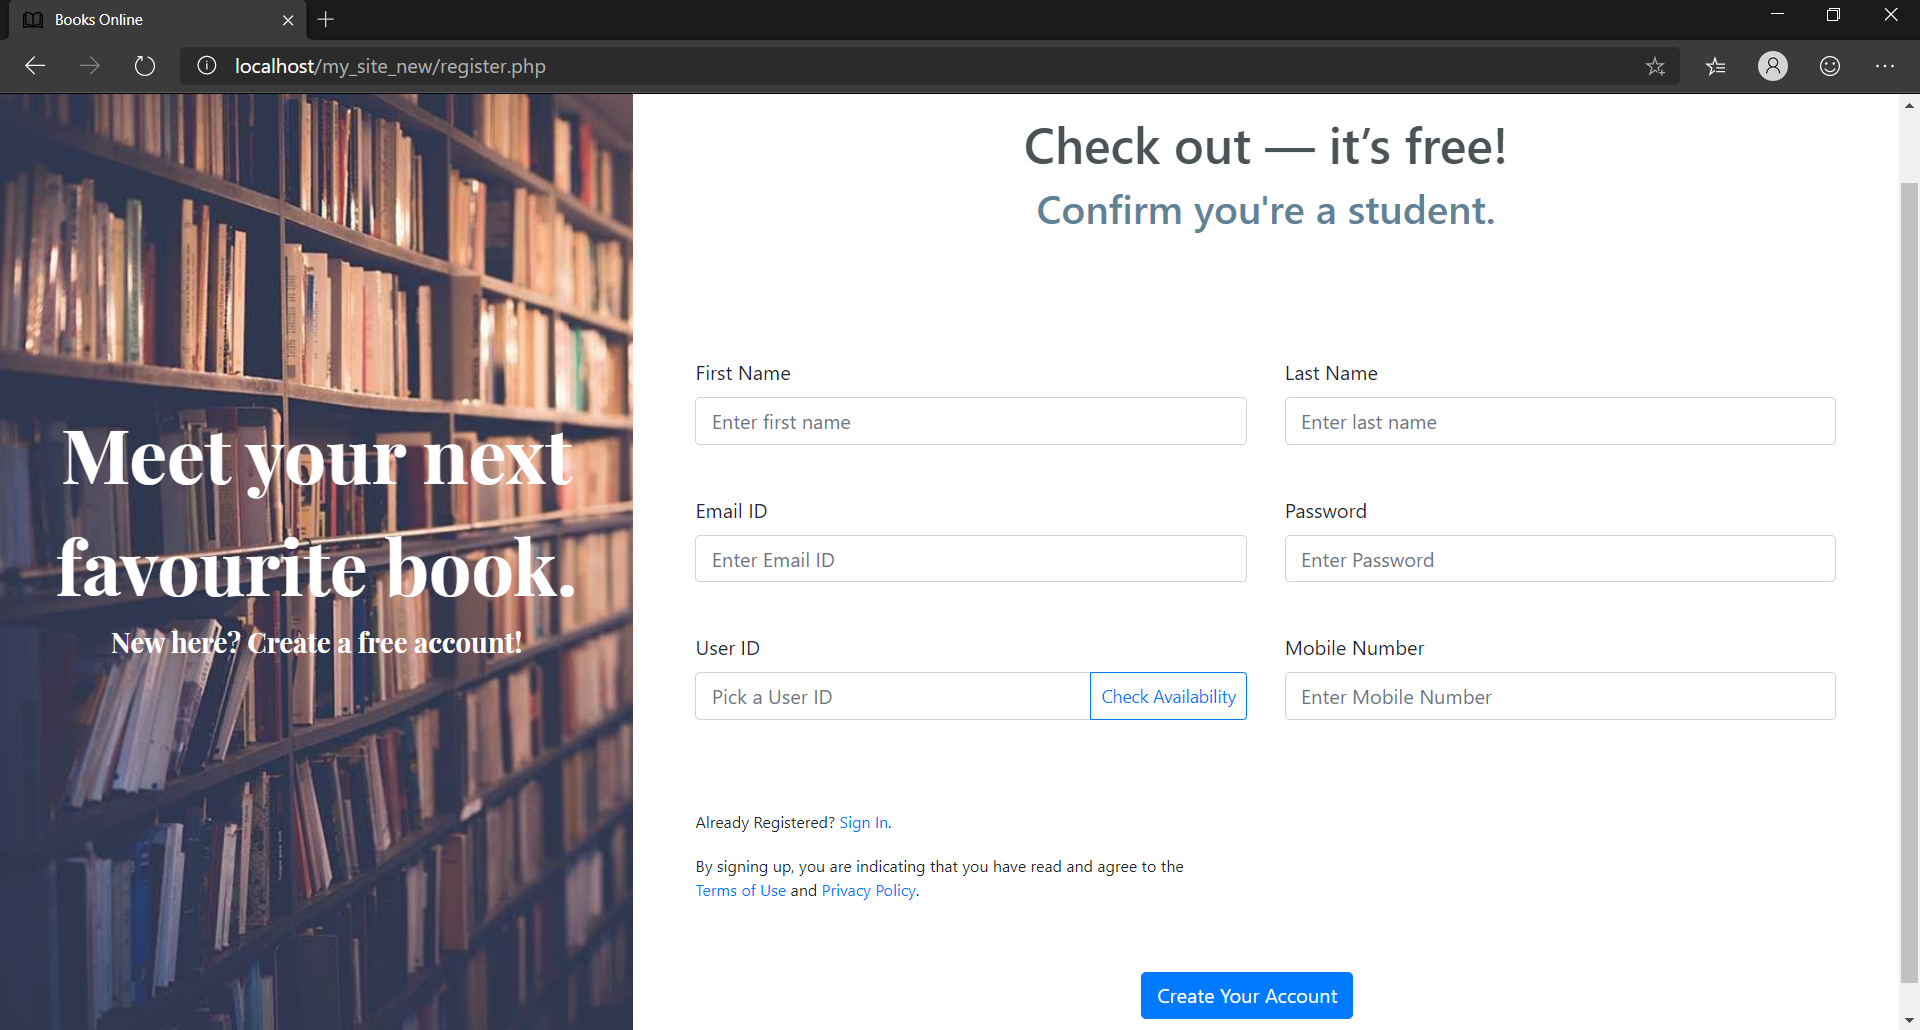 Books Online
localhost/my_site_new/register.php
Meet your next
favourite book.
New here? Create a free account!
Check out — it’s free!
Confirm you're a student.
First Name
Last Name
Enter first name
Enter last name
Email ID
Password
Enter Email ID
Enter Password
User ID
Mobile Number
Pick a User ID
Check Availability
Enter Mobile Number
Already Registered? Sign In.
By signing up, you are indicating that you have read and agree to the
Terms of Use and Privacy Policy.
Create Your Account